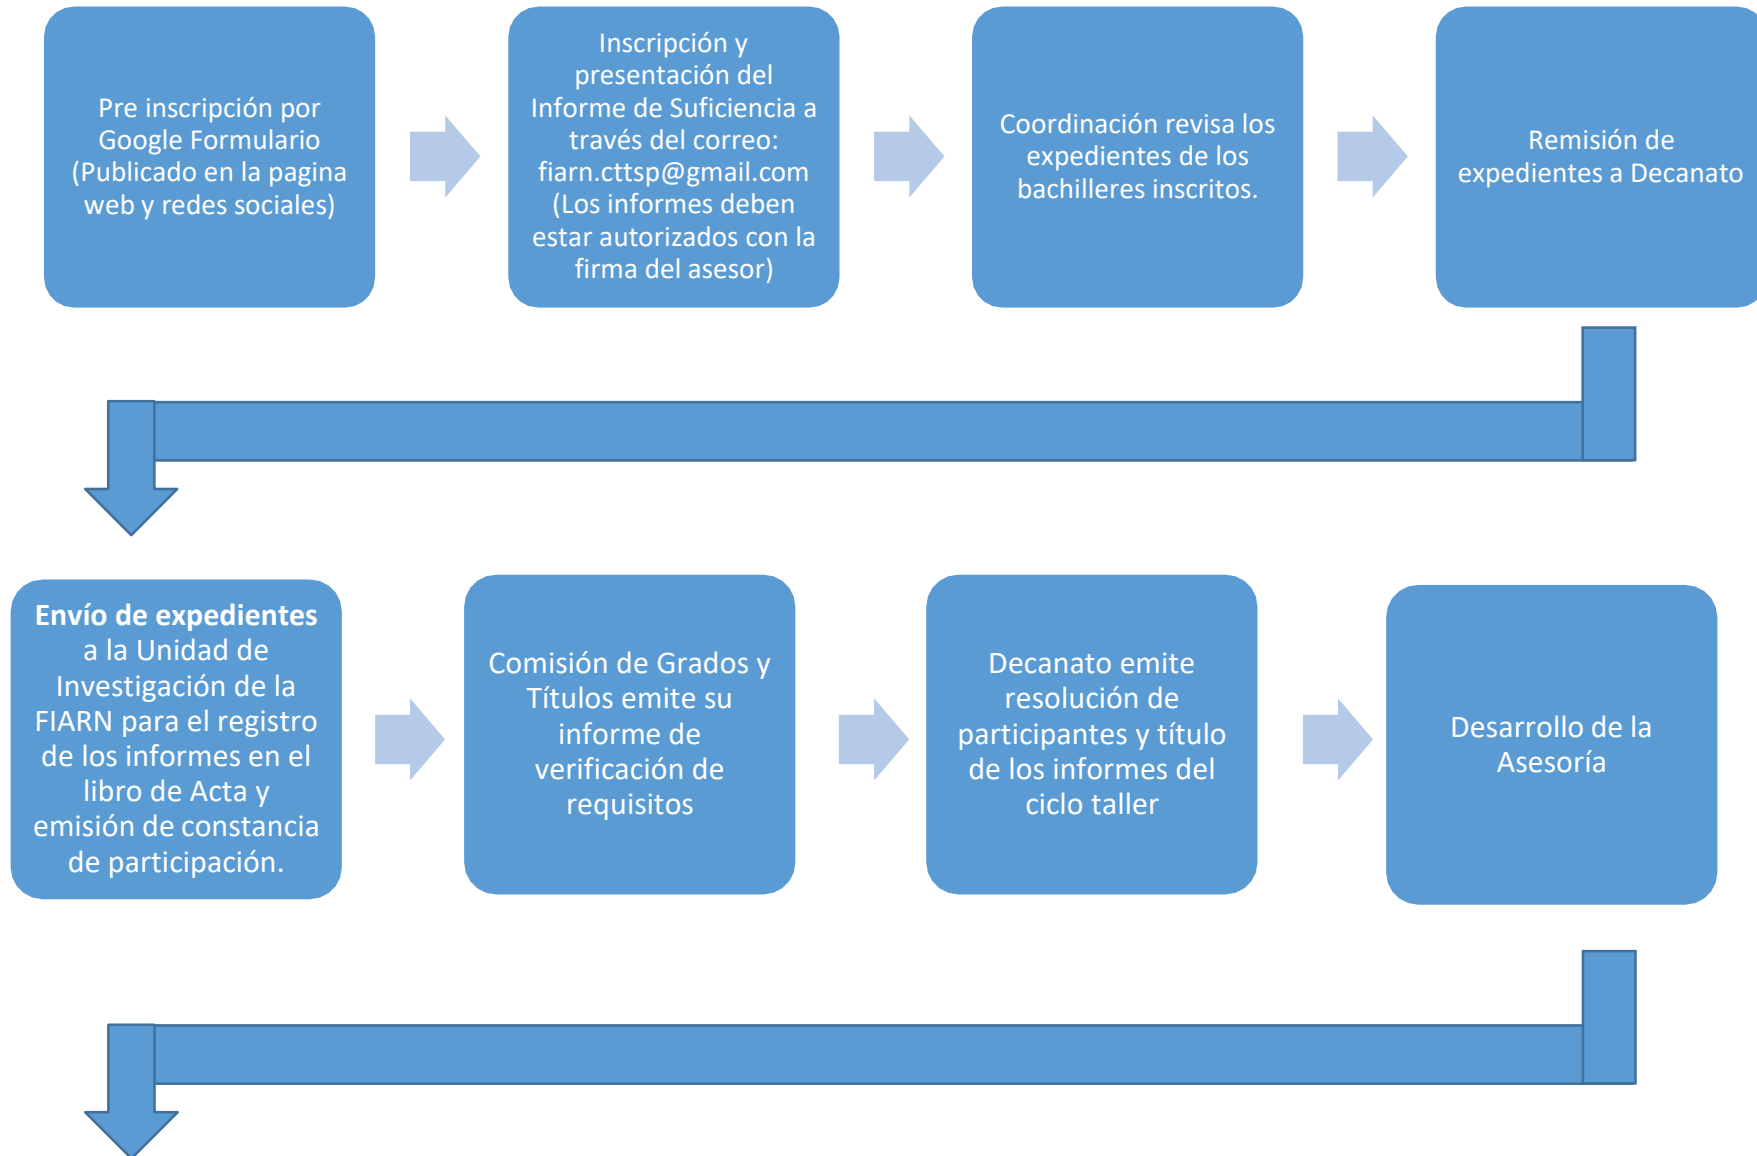 Pre inscripción por
Google Formulario
(Publicado en la pagina
web y redes sociales)
Inscripción y
presentación del
Informe de Suficiencia a
través del correo:
fiarn.cttsp@gmail.com
(Los informes deben
estar autorizados con la
firma del asesor)
Coordinación revisa los
expedientes de los
bachilleres inscritos.
Remisión de
expedientes a Decanato
Envío de expedientes
a la Unidad de
Investigación de la
FIARN para el registro
de los informes en el
libro de Acta y
emisión de constancia
de participación.
Comisión de Grados y
Títulos emite su
informe de
verificación de
requisitos
Decanato emite
resolución de
participantes y título
de los informes del
ciclo taller
Desarrollo de la
Asesoría